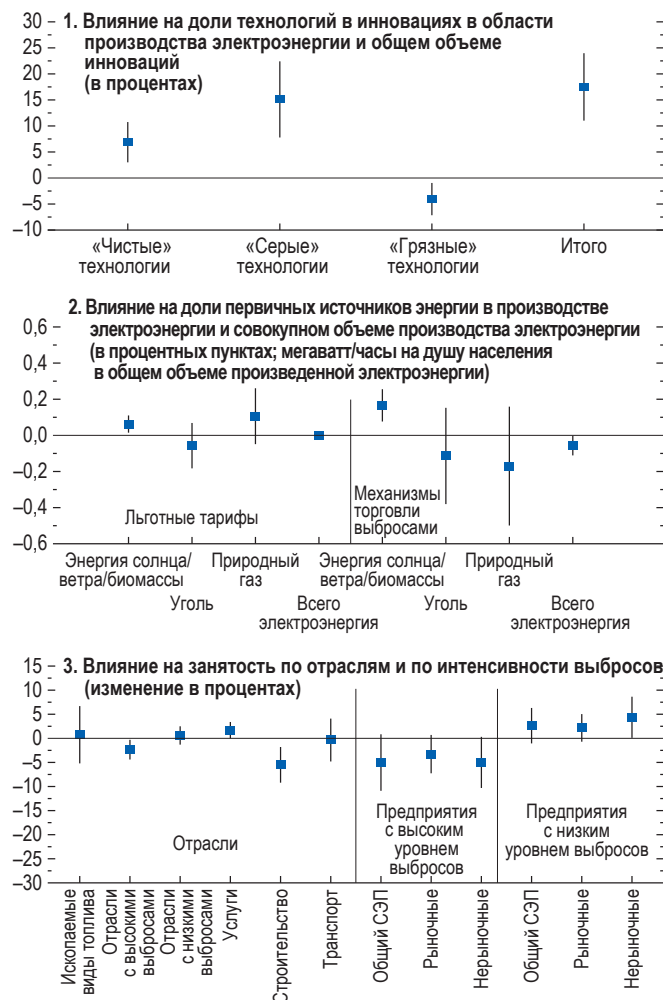 1. Влияние на доли технологий в инновациях в области
производства электроэнергии и общем объеме
инноваций
(в процентах)
30
25
20
15
10
5
0
–5
–10
«Чистые»
технологии
«Серые»
технологии
«Грязные»
технологии
Итого
2. Влияние на доли первичных источников энергии в производстве
электроэнергии и совокупном объеме производства электроэнергии
(в процентных пунктах; мегаватт/часы на душу населения
в общем объеме произведенной электроэнергии)
0,6
0,4
0,2
0,0
–0,2
–0,4
–0,6
Льготные тарифы
Механизмы
торговли
выбросами
Энергия солнца/
ветра/биомассы
Уголь
Природный
газ
Всего
электроэнергия
Энергия солнца/
ветра/биомассы
Уголь
Природный
газ
Всего
электроэнергия
3. Влияние на занятость по отраслям и по интенсивности выбросов
(изменение в процентах)
15
10
5
0
–5
–10
–15
–20
–25
–30
Отрасли
Предприятия
с высоким
уровнем
выбросов
Предприятия
с низким
уровнем выбросов
Ископаемые
виды топлива
Отрасли
с высокими
выбросами
Отрасли
с низкими
выбросами
Услуги
Строительство
Транспорт
Общий СЭП
Рыночные
Нерыночные
Общий СЭП
Рыночные
Нерыночные